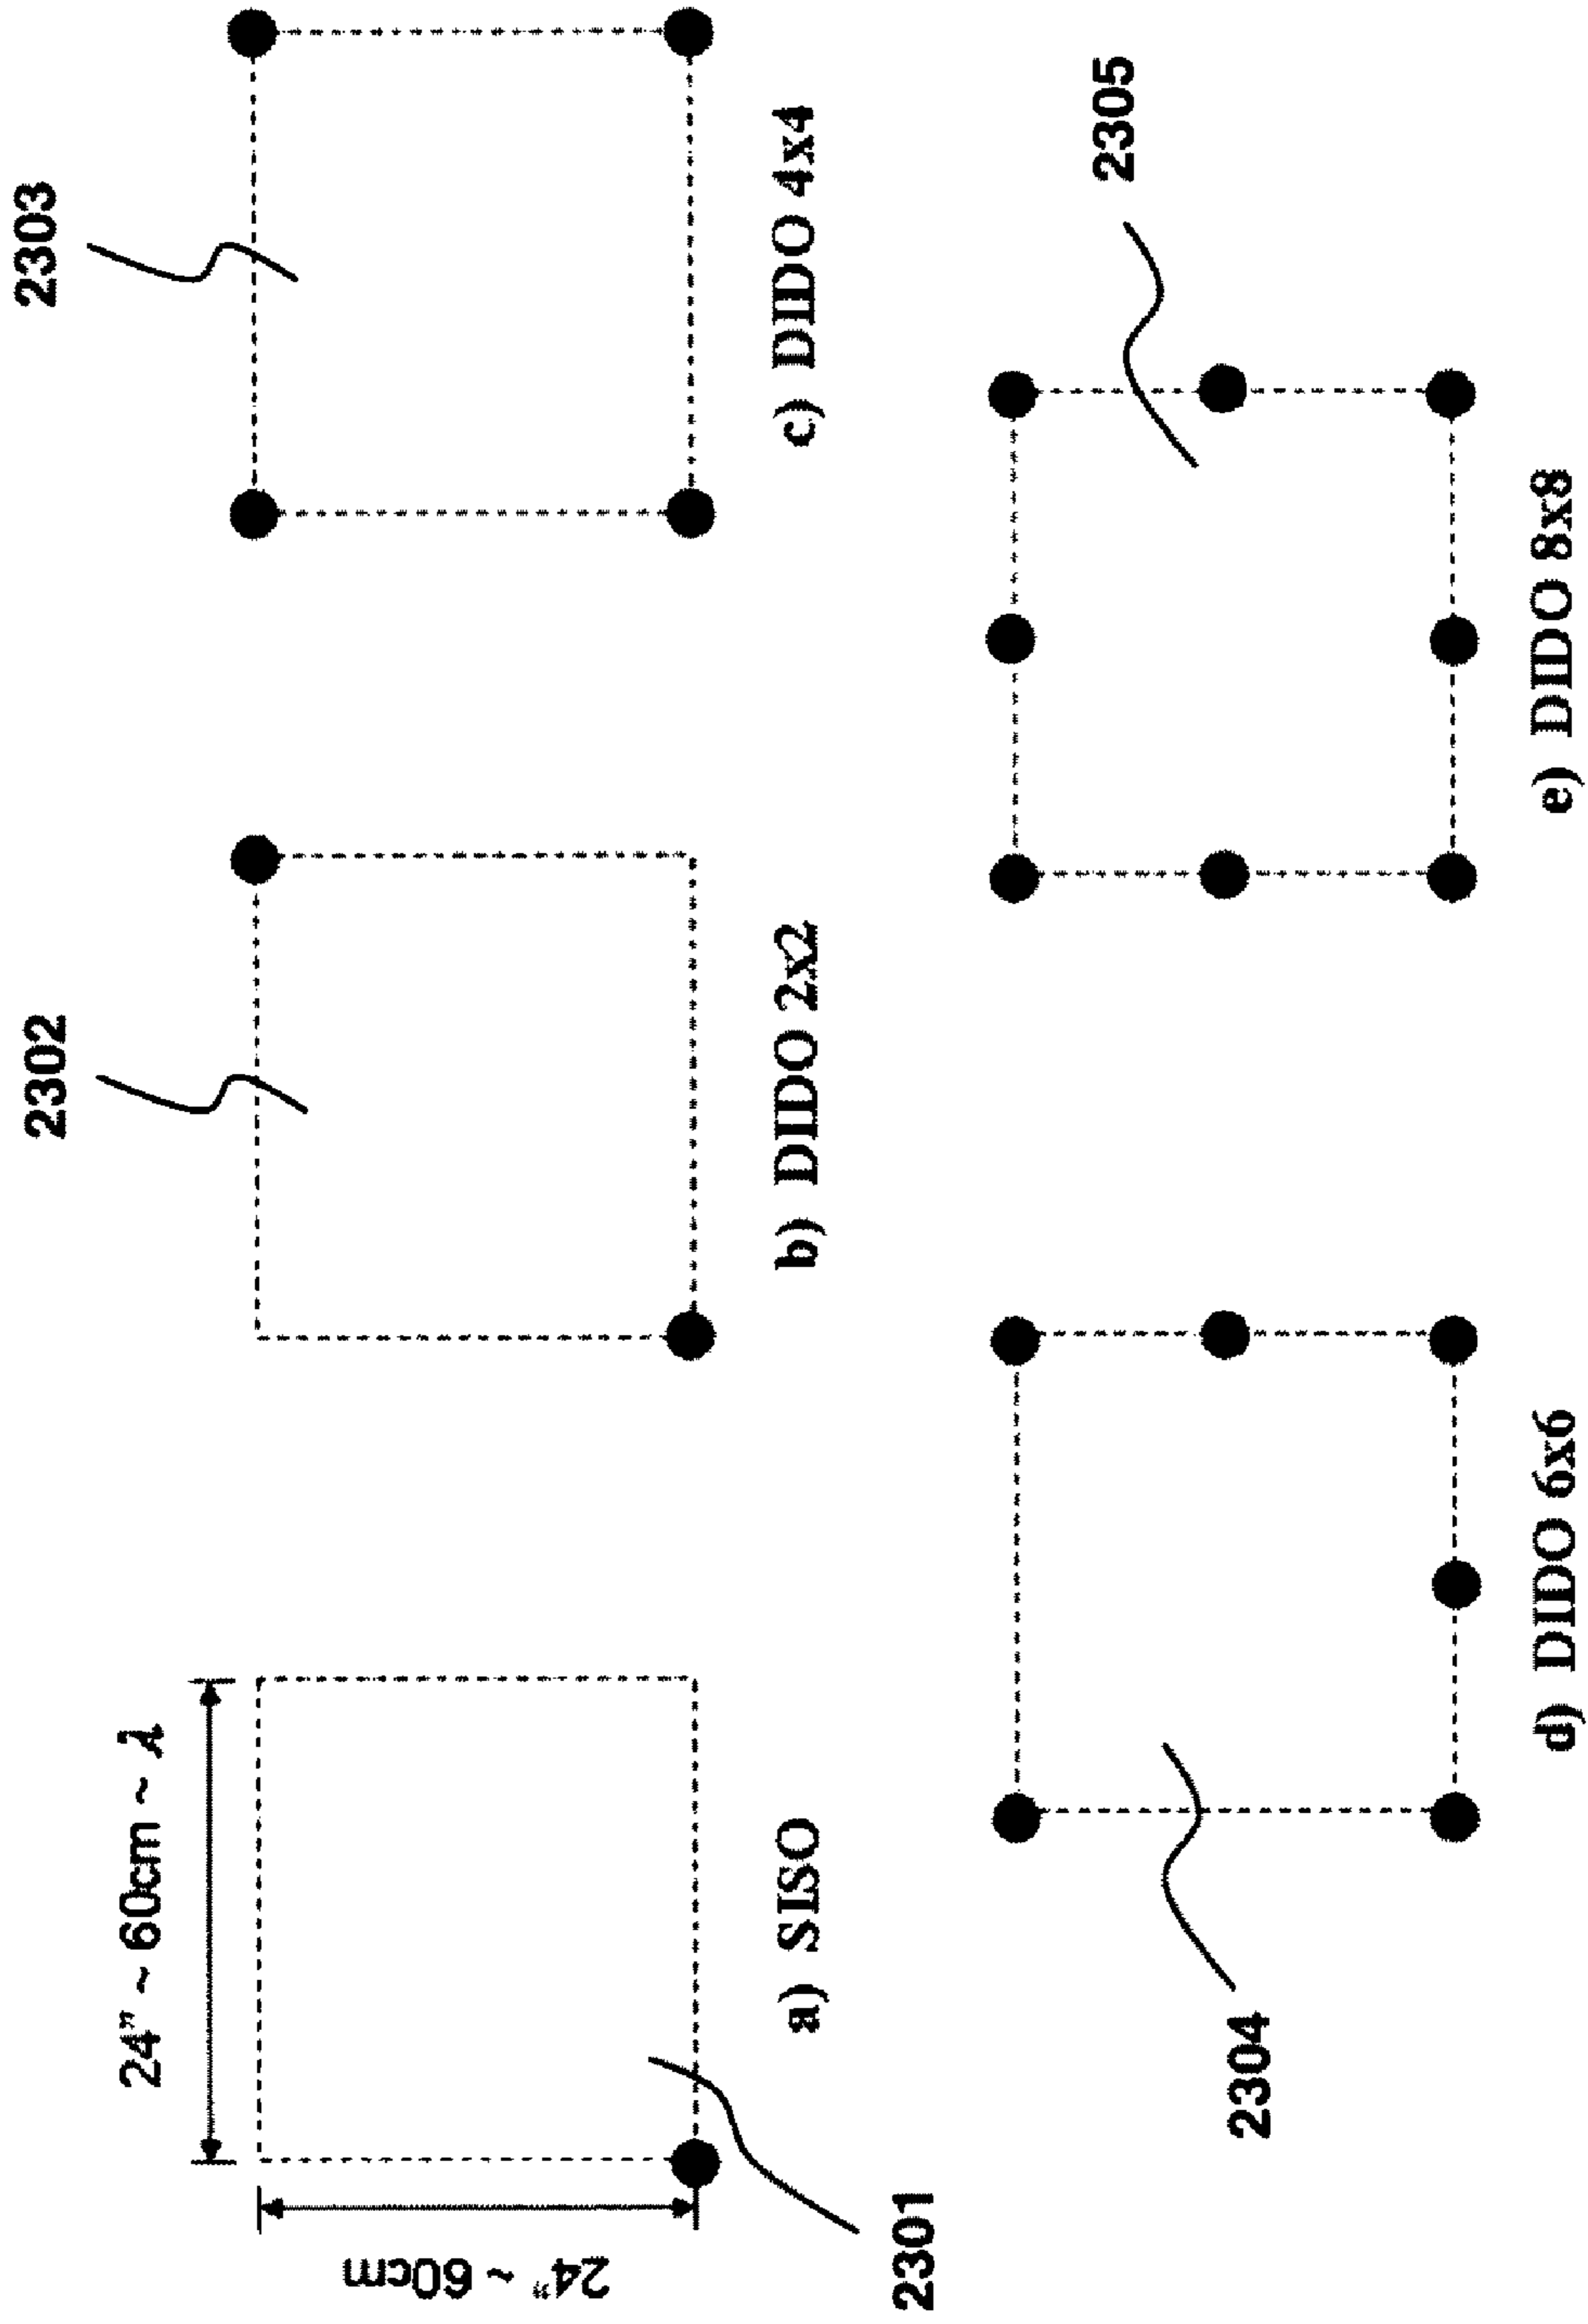 24” ~ 60cm ~ λ
24” ~ 60cm
2301
a) SISO
2302
b) DIDO 2x2
2303
c) DIDO 4x4
2304
d) DIDO 6x6
2305
e) DIDO 8x8